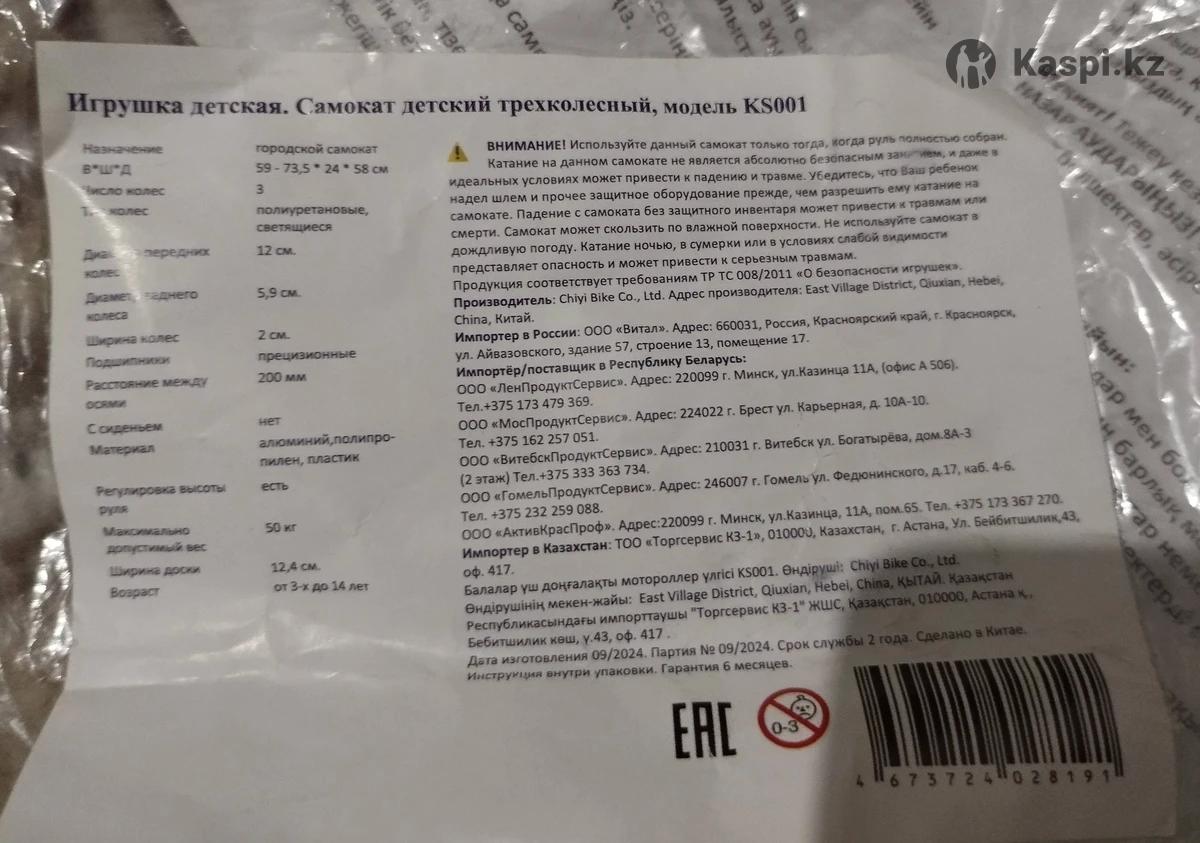 Kaspi.kz
Игрушка детская. Самокат детский трехколесный, модель KS001
Назначение городской самокат
В*Ш*Д 59 - 73,5 * 24 * 58 см
Число колес 3
колес полиуретановые,
светящиеся
передних 12 см.
колес
Диаметр заднего 5,9 см.
колеса
Ширина колес 2 см.
Подшипники прецизионные
Расстояние между 200 мм
осями
С сиденьем нет
Материал алюминий,полипро-
пилен, пластик
Регулировка высоты есть
руля
Максимально 50 кг
допустимый вес
Ширина доски 12,4 см.
Возраст от 3-х до 14 лет
ВНИМАНИЕ! Используйте данный самокат только тогда, когда руль полностью собран.
Катание на данном самокате не является абсолютно безопасным занятием, и даже в
идеальных условиях может привести к падению и травме. Убедитесь, что Ваш ребенок
надел шлем и прочее защитное оборудование прежде, чем разрешить ему катание на
самокате. Падение с самоката без защитного инвентаря может привести к травмам или
смерти. Самокат может скользить по влажной поверхности. Не используйте самокат в
дождливую погоду. Катание ночью, в сумерки или в условиях слабой видимости
представляет опасность и может привести к серьезным травмам.
Продукция соответствует требованиям ТР ТС 008/2011 «О безопасности игрушек».
Производитель: Chiyi Bike Co., Ltd. Адрес производителя: East Village District, Qiuxian, Hebei,
China, Китай.
Импортер в России: ООО «Витал». Адрес: 660031, Россия, Красноярский край, г. Красноярск,
ул. Айвазовского, здание 57, строение 13, помещение 17.
Импортёр/поставщик в Республику Беларусь:
ООО «ЛенПродуктСервис». Адрес: 220099 г. Минск, ул.Казинца 11А, (офис А 506).
Тел.+375 173 479 369.
ООО «МосПродуктСервис». Адрес: 224022 г. Брест ул. Карьерная, д. 10А-10.
Тел. +375 162 257 051.
ООО «ВитебскПродуктСервис». Адрес: 210031 г. Витебск ул. Богатырёва, дом.8А-3
(2 этаж) Тел.+375 333 363 734.
ООО «ГомельПродуктСервис». Адрес: 246007 г. Гомель ул. Федюнинского, д.17, каб. 4-6.
Тел. +375 232 259 088.
ООО «АктивКрасПроф». Адрес:220099 г. Минск, ул.Казинца, 11А, пом.65. Тел. +375 173 367 270.
Импортер в Казахстан: ТОО «Торгсервис КЗ-1», 010000, Казахстан, г. Астана, Ул. Бейбитшилик,43,
оф. 417.
Балалар үш доңғалақты мотороллер үлгісі KS001. Өндіруші: Chiyi Bike Co., Ltd.
Өндірушінің мекен-жайы: East Village District, Qiuxian, Hebei, China, ҚЫТАЙ. Қазақстан
Республикасындағы импорттаушы "Торгсервис КЗ-1" ЖШС, Қазақстан, 010000, Астана қ.,
Бебитшилик көш, ү.43, оф. 417 .
Дата изготовления 09/2024. Партия № 09/2024. Срок службы 2 года. Сделано в Китае.
Инструкция внутри упаковки. Гарантия 6 месяцев.
EAC
0-3
4 673724 028191
НАЗАР АУДАРЫҢЫЗ!